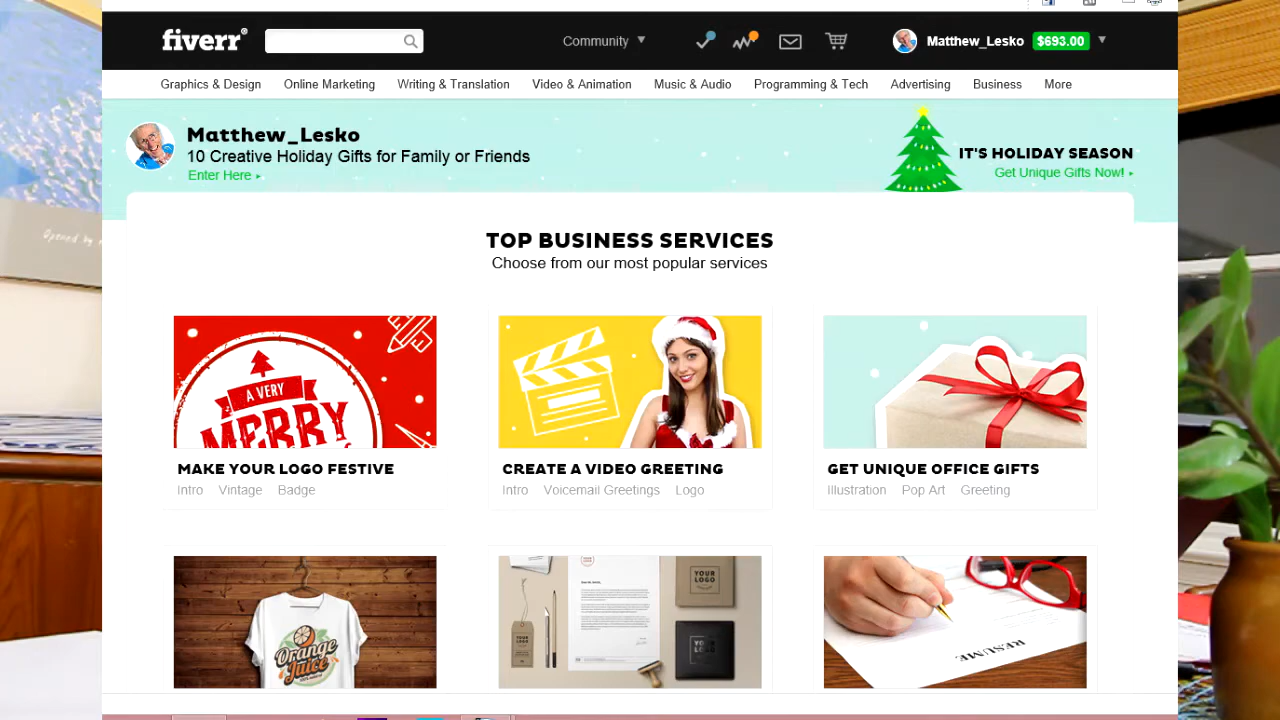 fiverr®
Community
Matthew_Lesko $693.00
Graphics & Design Online Marketing Writing & Translation Video & Animation Music & Audio Programming & Tech Advertising Business More
Matthew_Lesko
10 Creative Holiday Gifts for Family or Friends
Enter Here ▸
IT'S HOLIDAY SEASON
Get Unique Gifts Now! ▸
Opened by
TOP BUSINESS SERVICES
Choose from our most popular services
A VERY
MERRY
MAKE YOUR LOGO FESTIVE
Intro Vintage Badge
CREATE A VIDEO GREETING
Intro Voicemail Greetings Logo
GET UNIQUE OFFICE GIFTS
Illustration Pop Art Greeting
Orange
Juice
YOUR
LOGO
YOUR
LOGO
RESUME